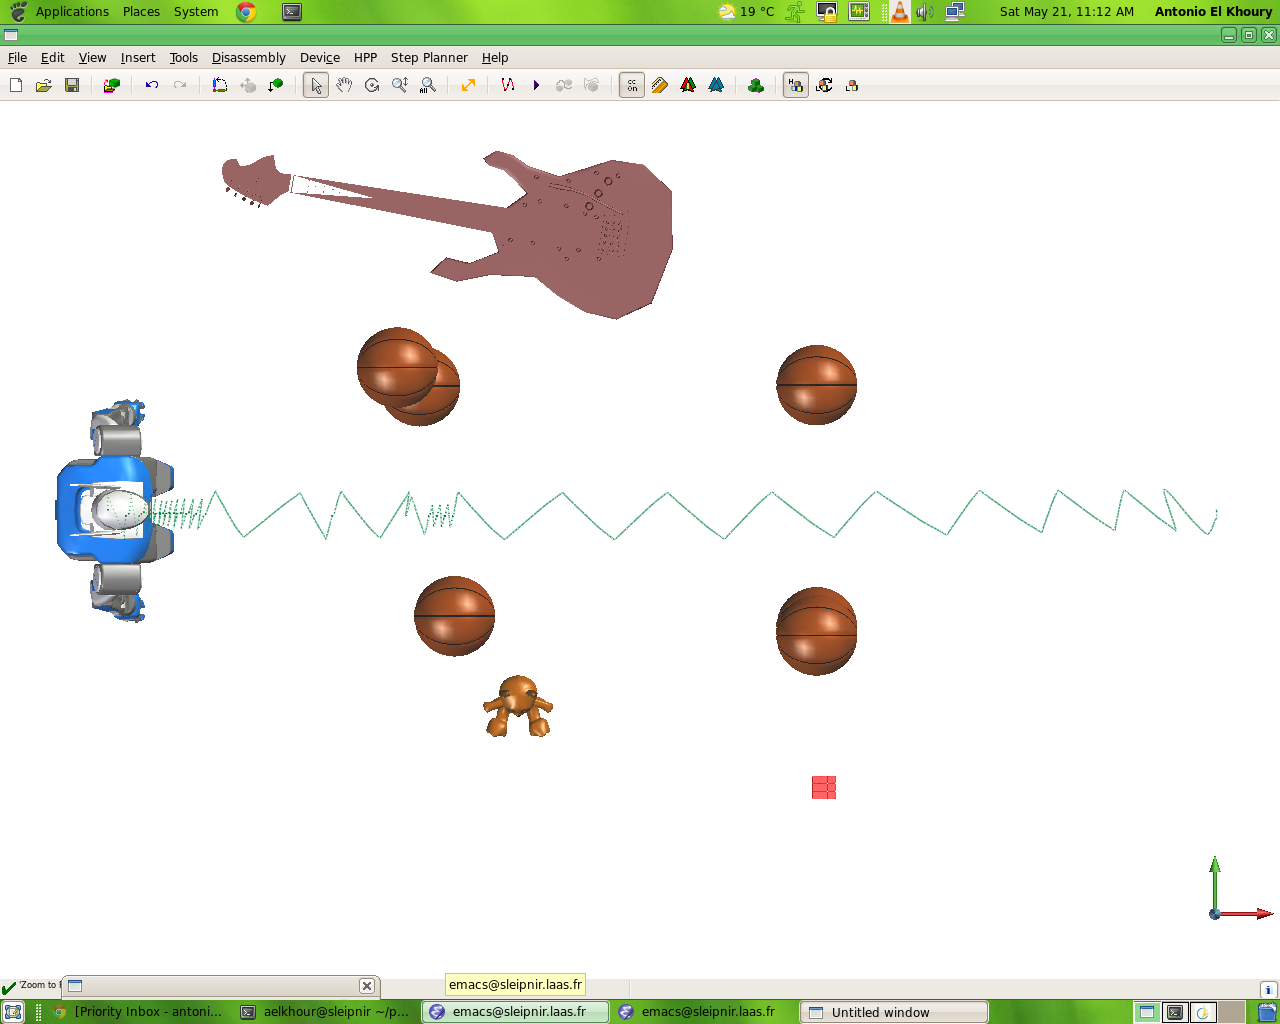 Applications Places System 19 °C Sat May 21, 11:12 AM Antonio El Khoury
File Edit View Insert Tools Disassembly Device HPP Step Planner Help
cc on
'Zoom to
emacs@sleipnir.laas.fr
[Priority Inbox - antoni... aelkhour@sleipnir ~/p... emacs@sleipnir.laas.fr emacs@sleipnir.laas.fr Untitled window